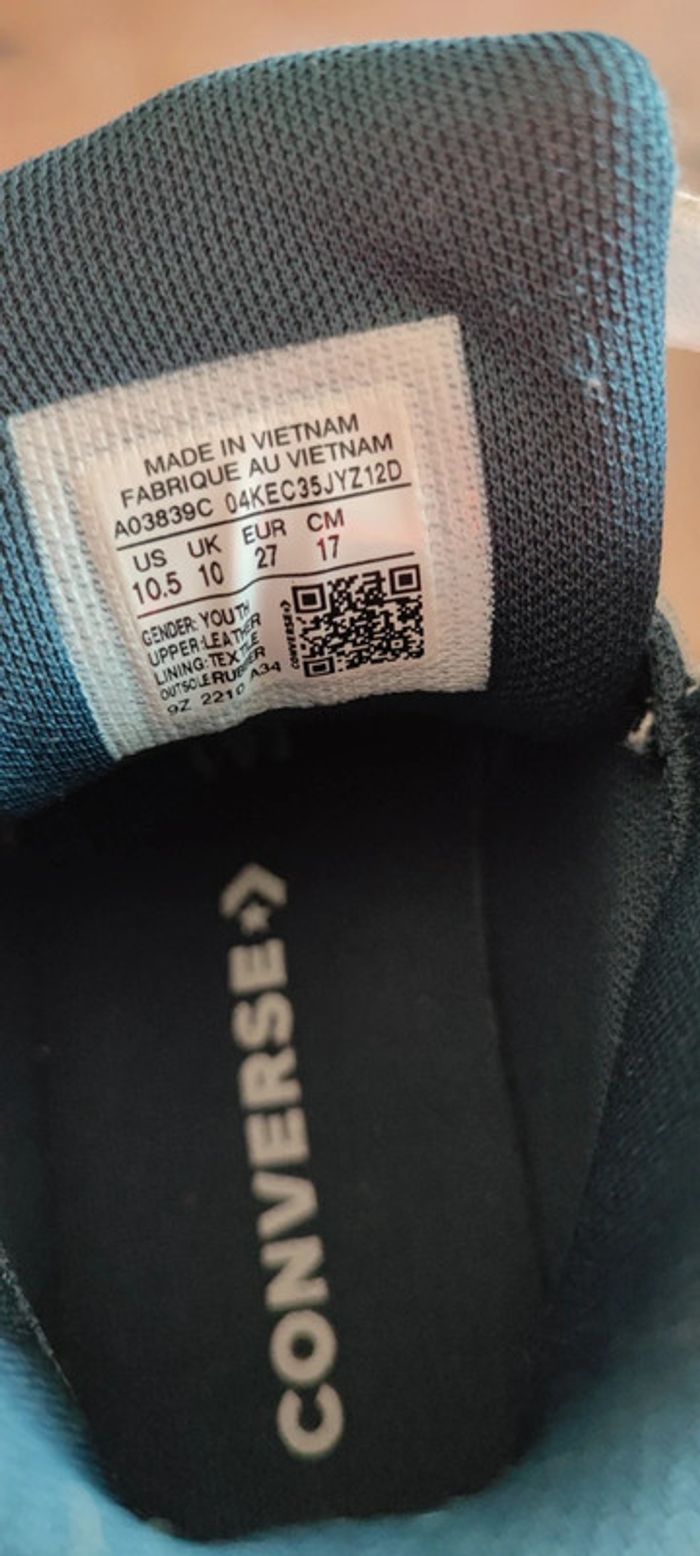 MADE IN VIETNAM
FABRIQUE AU VIETNAM
A03839C 04KEC35JYZ12D
US UK EUR CM
10.5 10 27 17
GENDER: YOUTH
UPPER:LEATHER
LINING:TEXTILE
OUTSOLE:RUBBER
9Z 2210 A34
CONVERSE
CONVERSE